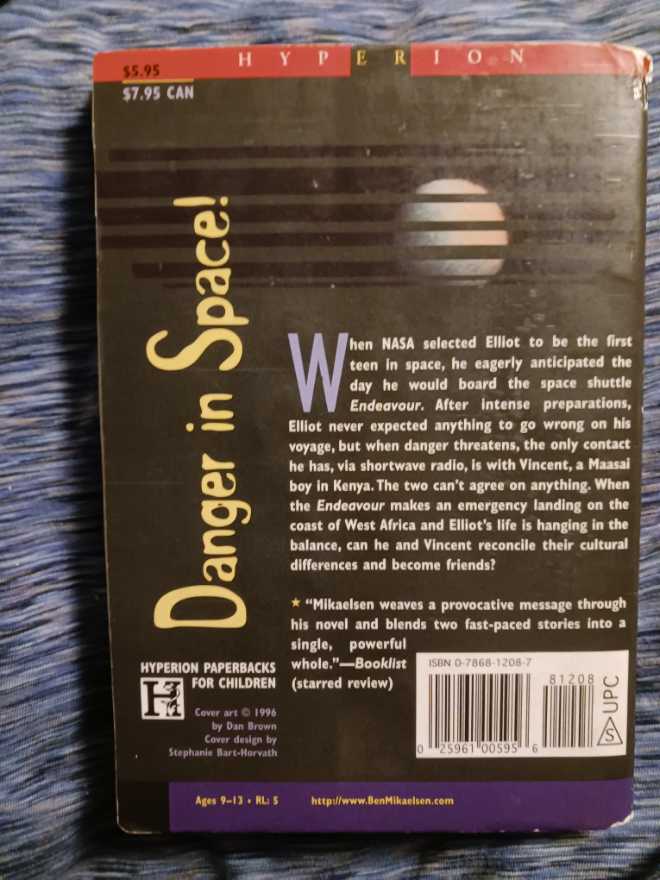 HYPERION
$5.95
$7.95 CAN
Danger in Space!
When NASA selected Elliot to be the first
teen in space, he eagerly anticipated the
day he would board the space shuttle
Endeavour. After intense preparations,
Elliot never expected anything to go wrong on his
voyage, but when danger threatens, the only contact
he has, via shortwave radio, is with Vincent, a Maasai
boy in Kenya. The two can't agree on anything. When
the Endeavour makes an emergency landing on the
coast of West Africa and Elliot's life is hanging in the
balance, can he and Vincent reconcile their cultural
differences and become friends?
★ "Mikaelsen weaves a provocative message through
his novel and blends two fast-paced stories into a
single, powerful
whole."—Booklist
(starred review)
HYPERION PAPERBACKS
FOR CHILDREN
H
Cover art © 1996
by Dan Brown
Cover design by
Stephanie Bart-Horvath
ISBN 0-7868-1208-7
81208
0 25961 00595 6
S UPC
Ages 9–13 • RL: 5
http://www.BenMikaelsen.com